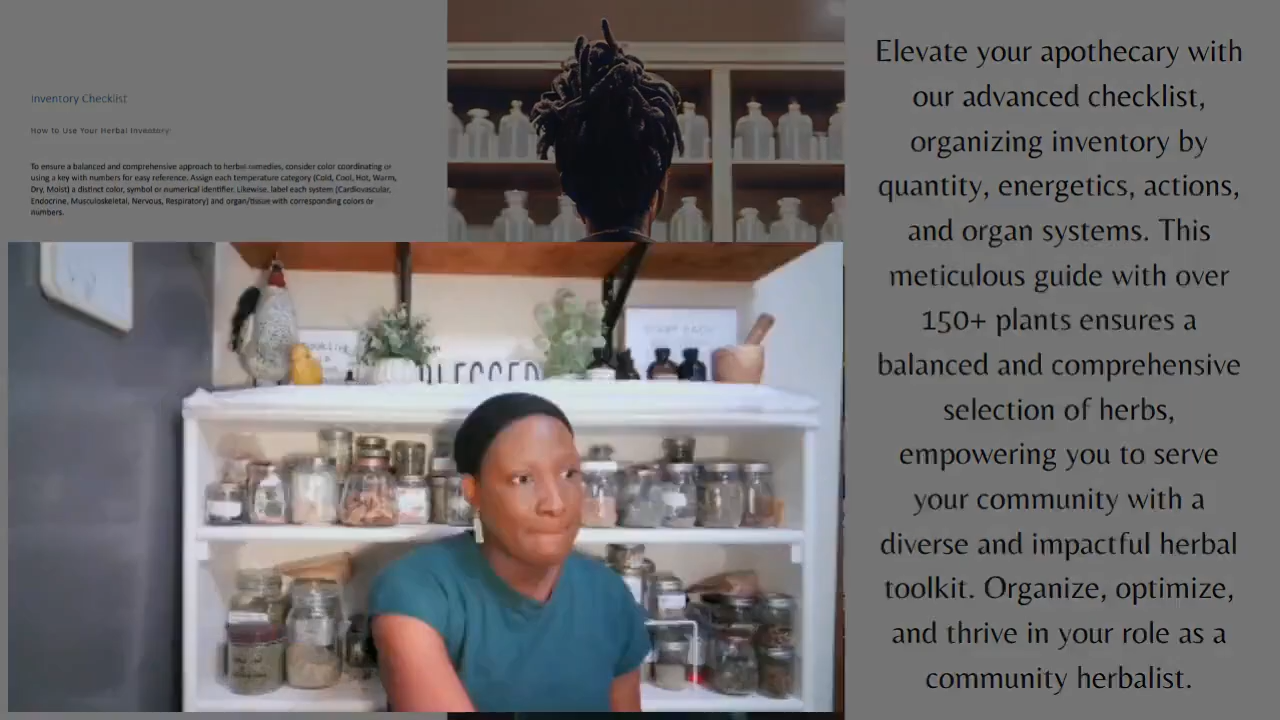 Inventory Checklist
How to Use Your Herbal Inventory:
To ensure a balanced and comprehensive approach to herbal remedies, consider color coordinating or
using a key with numbers for easy reference. Assign each temperature category (Cold, Cool, Hot, Warm,
Dry, Moist) a distinct color, symbol or numerical identifier. Likewise, label each system (Cardiovascular,
Endocrine, Musculoskeletal, Nervous, Respiratory) and organ/tissue with corresponding colors or
numbers.
BLESSED
Elevate your apothecary with
our advanced checklist,
organizing inventory by
quantity, energetics, actions,
and organ systems. This
meticulous guide with over
150+ plants ensures a
balanced and comprehensive
selection of herbs,
empowering you to serve
your community with a
diverse and impactful herbal
toolkit. Organize, optimize,
and thrive in your role as a
community herbalist.